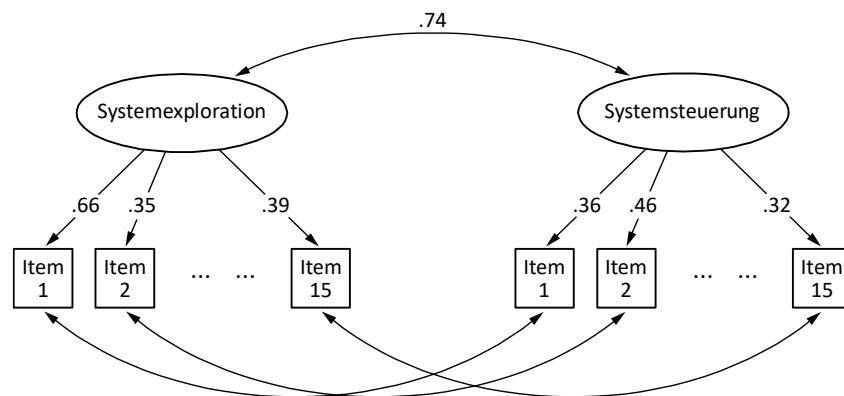 .74
Systemexploration
Systemsteuerung
.66
.35
.39
.36
.46
.32
Item
1
Item
2
... ...
Item
15
Item
1
Item
2
... ...
Item
15